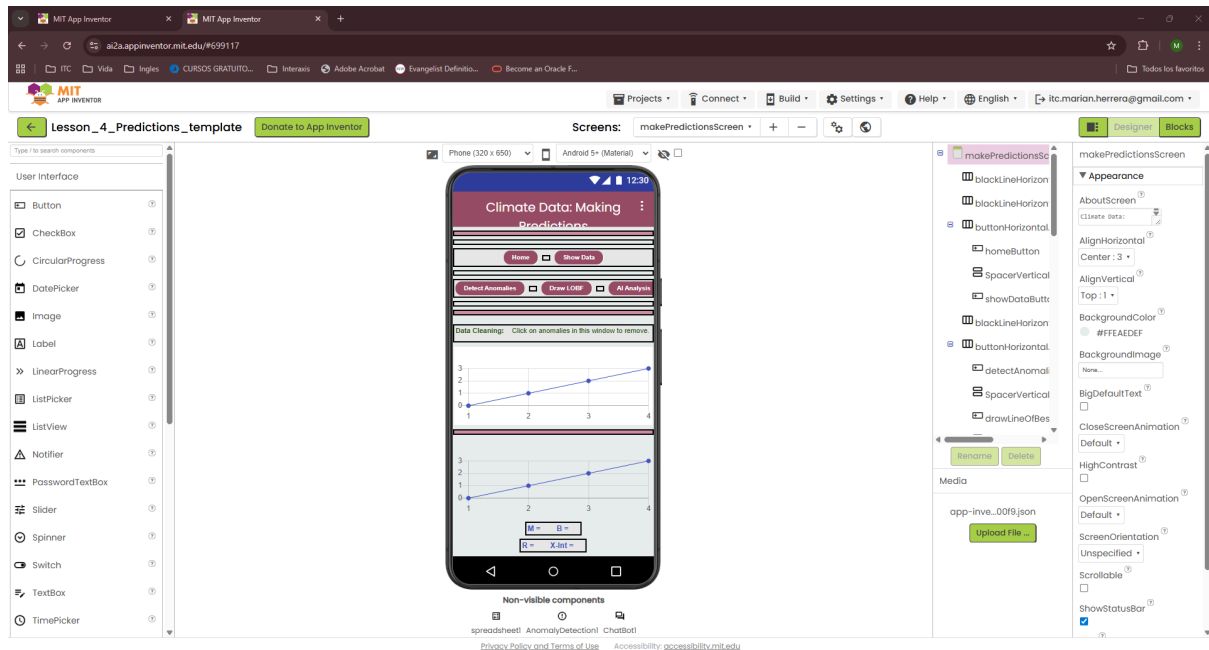 MIT App Inventor
MIT App Inventor
ai2a.appinventor.mit.edu/#699117
M
ITC
Vida
Ingles
CURSOS GRATUITO...
Interaxis
Adobe Acrobat
Evangelist Definitio...
Become an Oracle F...
Todos los favoritos
MIT
APP INVENTOR
Projects
Connect
Build
Settings
Help
English
itc.marian.herrera@gmail.com
Lesson_4_Predictions_template
Donate to App Inventor
Screens:
makePredictionsScreen
Designer
Blocks
Type / to search components
User Interface
Button
CheckBox
CircularProgress
DatePicker
Image
Label
LinearProgress
ListPicker
ListView
Notifier
PasswordTextBox
Slider
Spinner
Switch
TextBox
TimePicker
Phone (320 x 650)
Android 5+ (Material)
12:30
Climate Data: Making
Predictions
Home
Show Data
Detect Anomalies
Draw LOBF
AI Analysis
Data Cleaning: Click on anomalies in this window to remove.
3
2
1
0
1 2 3 4
3
2
1
0
1 2 3 4
M = B =
R = X-Int =
Non-visible components
spreadsheet1 AnomalyDetection1 ChatBot1
makePredictionsSc
blackLineHorizon
blackLineHorizon
buttonHorizontal.
homeButton
SpacerVertical
showDataButto
blackLineHorizon
buttonHorizontal.
detectAnomali
SpacerVertical
drawLineOfBes
Rename
Delete
Media
app-inve...00f9.json
Upload File ...
makePredictionsScreen
Appearance
AboutScreen
Climate Data:
AlignHorizontal
Center : 3
AlignVertical
Top : 1
BackgroundColor
#FFEAEDEF
BackgroundImage
None...
BigDefaultText
CloseScreenAnimation
Default
HighContrast
OpenScreenAnimation
Default
ScreenOrientation
Unspecified
Scrollable
ShowStatusBar
Privacy Policy and Terms of Use
Accessibility: accessibility.mit.edu